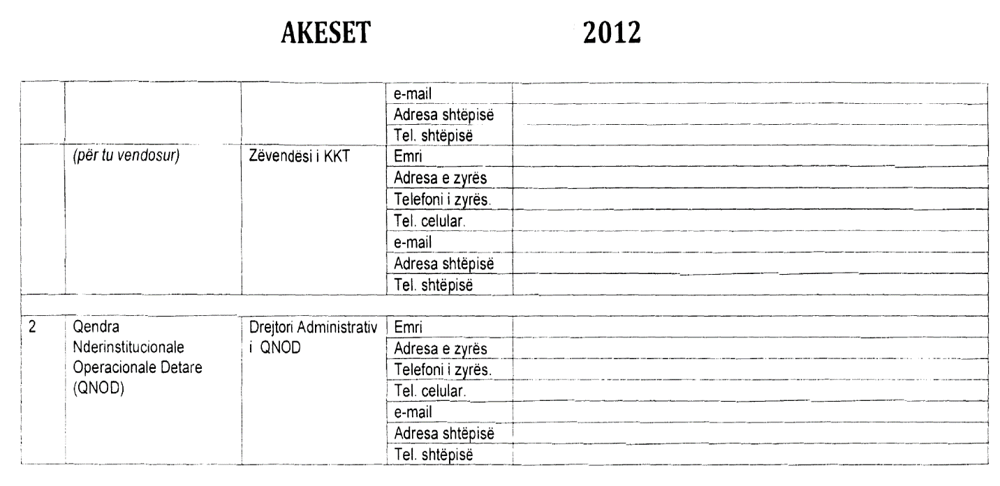 AKESET 2012
e-mail
Adresa shtëpisë
Tel. shtëpisë
(për tu vendosur) Zëvendësi i KKT Emri
Adresa e zyrës
Telefoni i zyrës.
Tel. celular.
e-mail
Adresa shtëpisë
Tel. shtëpisë
2 Qendra Drejtori Administrativ Emri
Nderinstitucionale i QNOD Adresa e zyrës
Operacionale Detare Telefoni i zyrës.
(QNOD) Tel. celular.
e-mail
Adresa shtëpisë
Tel. shtëpisë